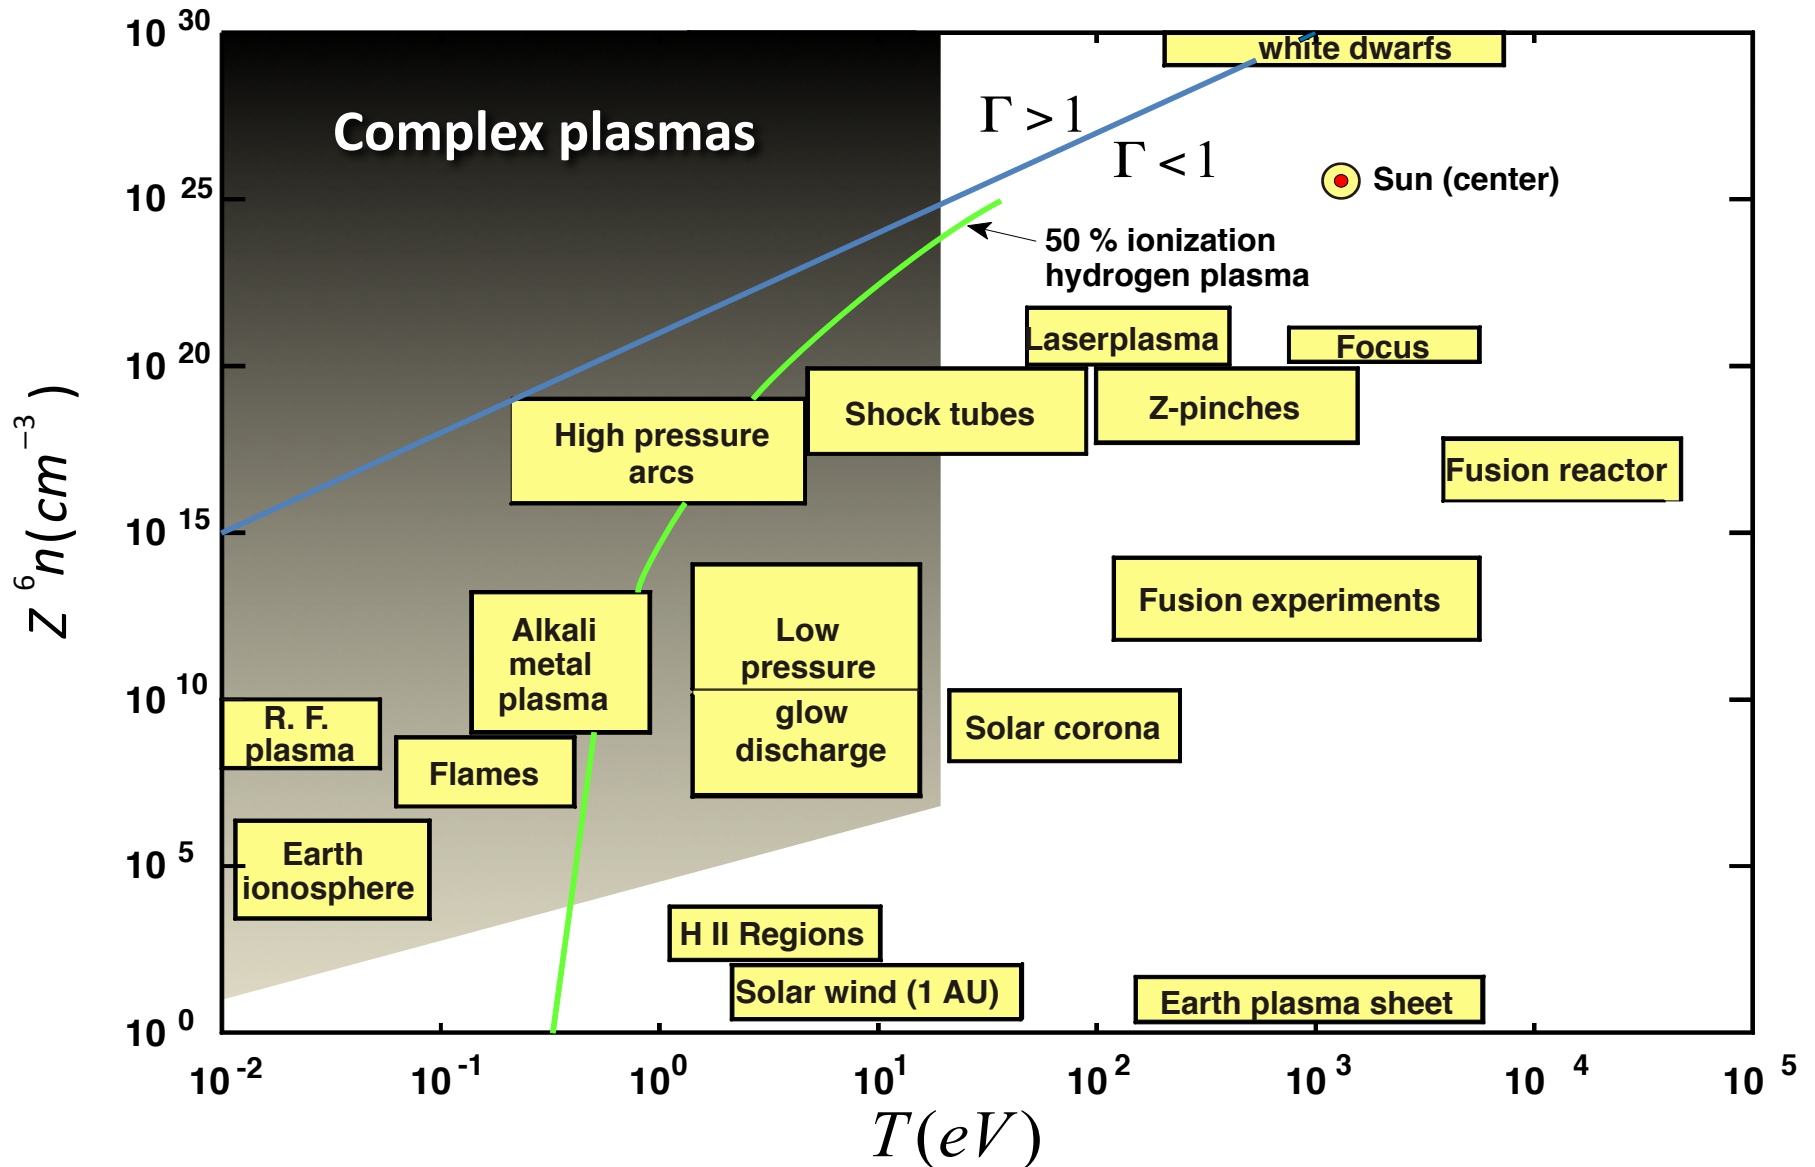 10 30
white dwarfs
Complex plasmas
Γ > 1
Γ < 1
Sun (center)
10 25
50 % ionization
hydrogen plasma
Laserplasma
Focus
10 20
Shock tubes
Z-pinches
High pressure
arcs
Fusion reactor
Z 6 n(cm −3 )
10 15
Fusion experiments
Alkali
metal
plasma
Low
pressure
glow
discharge
10 10
R. F.
plasma
Solar corona
Flames
10 5
Earth
ionosphere
H II Regions
Solar wind (1 AU)
Earth plasma sheet
10 0
10 -2 10 -1 10 0 10 1 10 2 10 3 10 4 10 5
T(eV)